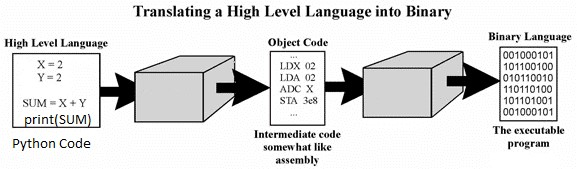 Translating a High Level Language into Binary
High Level Language
X = 2
Y = 2
SUM = X + Y
print(SUM)
Python Code
Object Code
...
LDX 02
LDA 02
ADC X
STA 3e8
...
Intermediate code
somewhat like
assembly
Binary Language
001000101
101100100
010110010
110110100
101101001
001000101
The executable
program